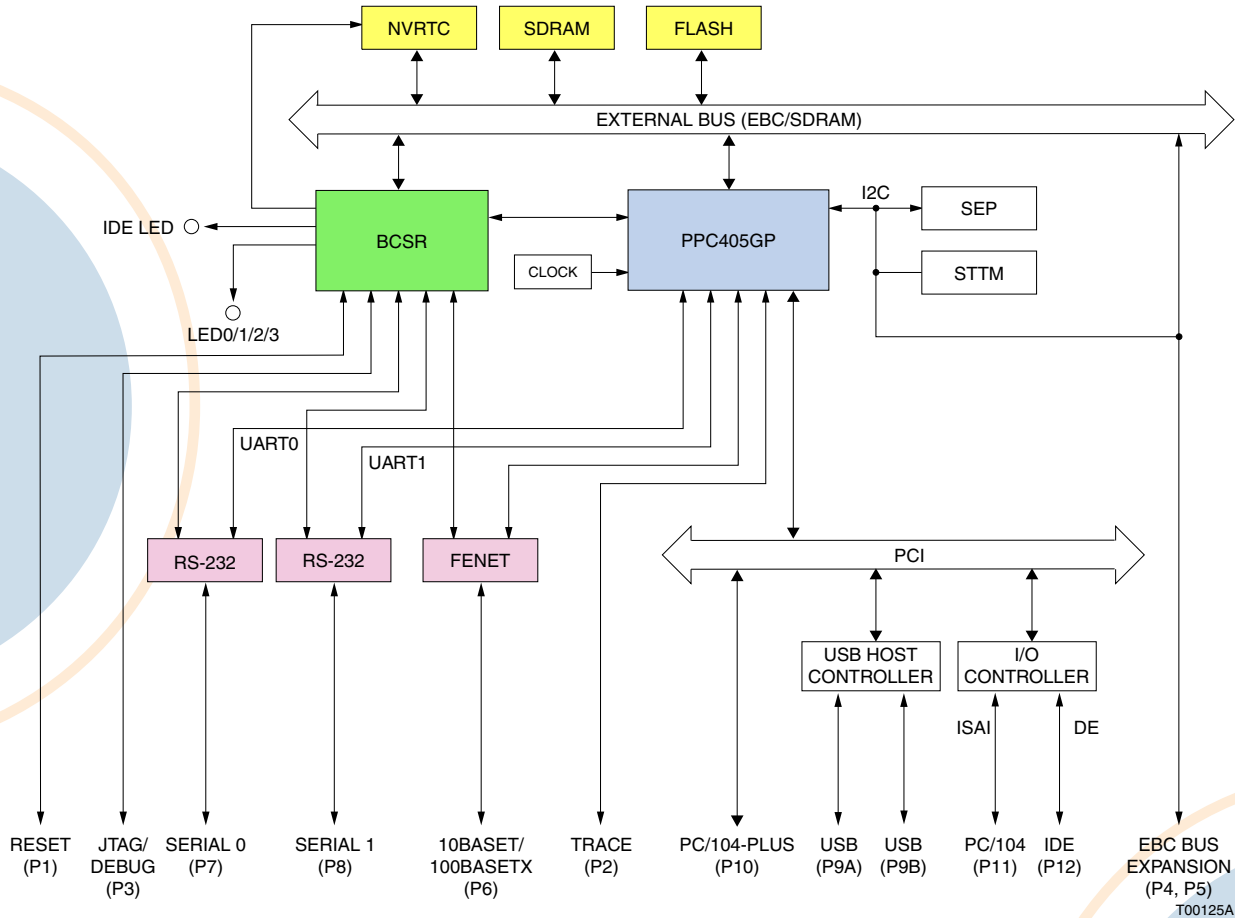 NVRTC
SDRAM
FLASH
EXTERNAL BUS (EBC/SDRAM)
I2C
SEP
IDE LED
BCSR
PPC405GP
CLOCK
STTM
LED0/1/2/3
UART0
UART1
RS-232
RS-232
FENET
PCI
USB HOST
CONTROLLER
I/O
CONTROLLER
ISAI
DE
RESET
(P1)
JTAG/
DEBUG
(P3)
SERIAL 0
(P7)
SERIAL 1
(P8)
10BASET/
100BASETX
(P6)
TRACE
(P2)
PC/104-PLUS
(P10)
USB
(P9A)
USB
(P9B)
PC/104
(P11)
IDE
(P12)
EBC BUS
EXPANSION
(P4, P5)
T00125A